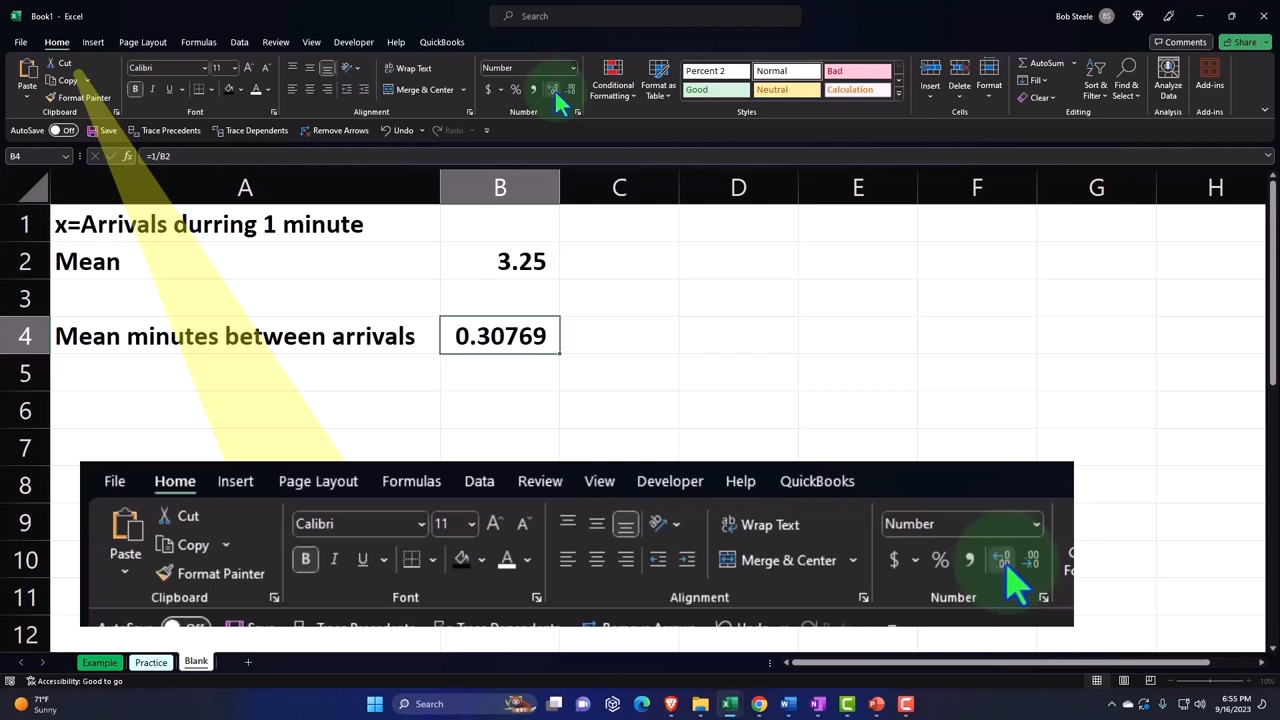 Book1 - Excel
Search
Bob Steele BS
File Home Insert Page Layout Formulas Data Review View Developer Help QuickBooks
Comments Share
Cut
Copy
Format Painter
Clipboard
Calibri 11
B I U
Font
Wrap Text
Merge & Center
Alignment
Number
$ %
Number
Conditional Formatting
Format as Table
Percent 2 Normal Bad
Good Neutral Calculation
Styles
Insert Delete Format
Cells
AutoSum
Fill
Clear
Sort & Filter
Find & Select
Editing
Analyze Data
Analysis
Add-ins
Add-ins
AutoSave Off Save Trace Precedents Trace Dependents Remove Arrows Undo Redo
B4 fx =1/B2
A B C D E F G H
1 x=Arrivals durring 1 minute
2 Mean 3.25
3
4 Mean minutes between arrivals 0.30769
5
6
7
8
9
10
11
12
File Home Insert Page Layout Formulas Data Review View Developer Help QuickBooks
Paste
Cut
Copy
Format Painter
Clipboard
Calibri 11
B I U
Font
Wrap Text
Merge & Center
Alignment
Number
$ %
Number
Example Practice Blank
Accessibility: Good to go
10%
71°F
Sunny
Search
6:55 PM
9/16/2023